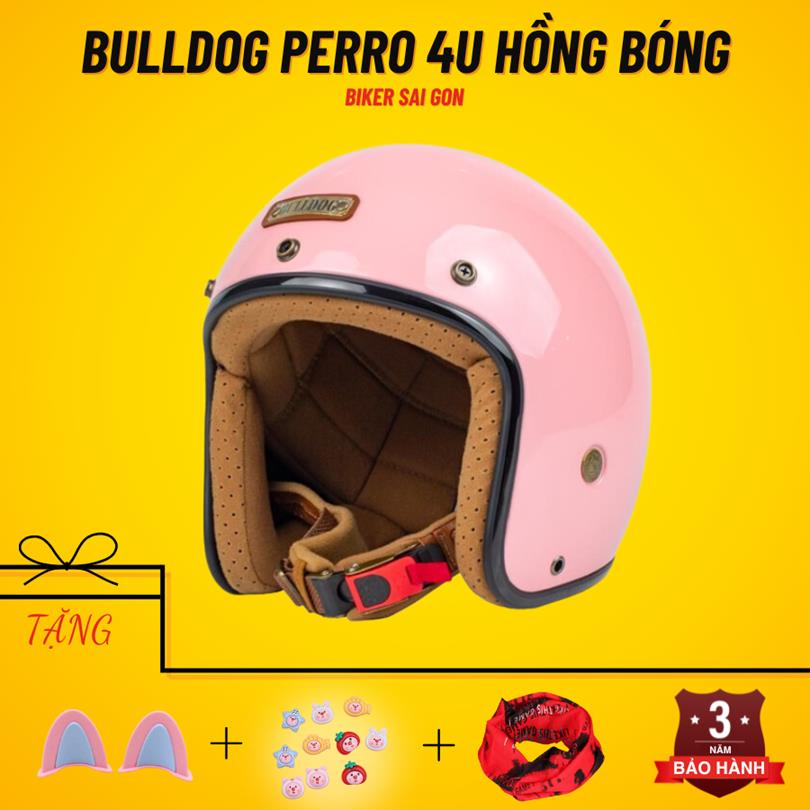 BULLDOG PERRO 4U HỒNG BÓNG
BIKER SAI GON
BULLDOG
TẶNG
3
NĂM
BẢO HÀNH